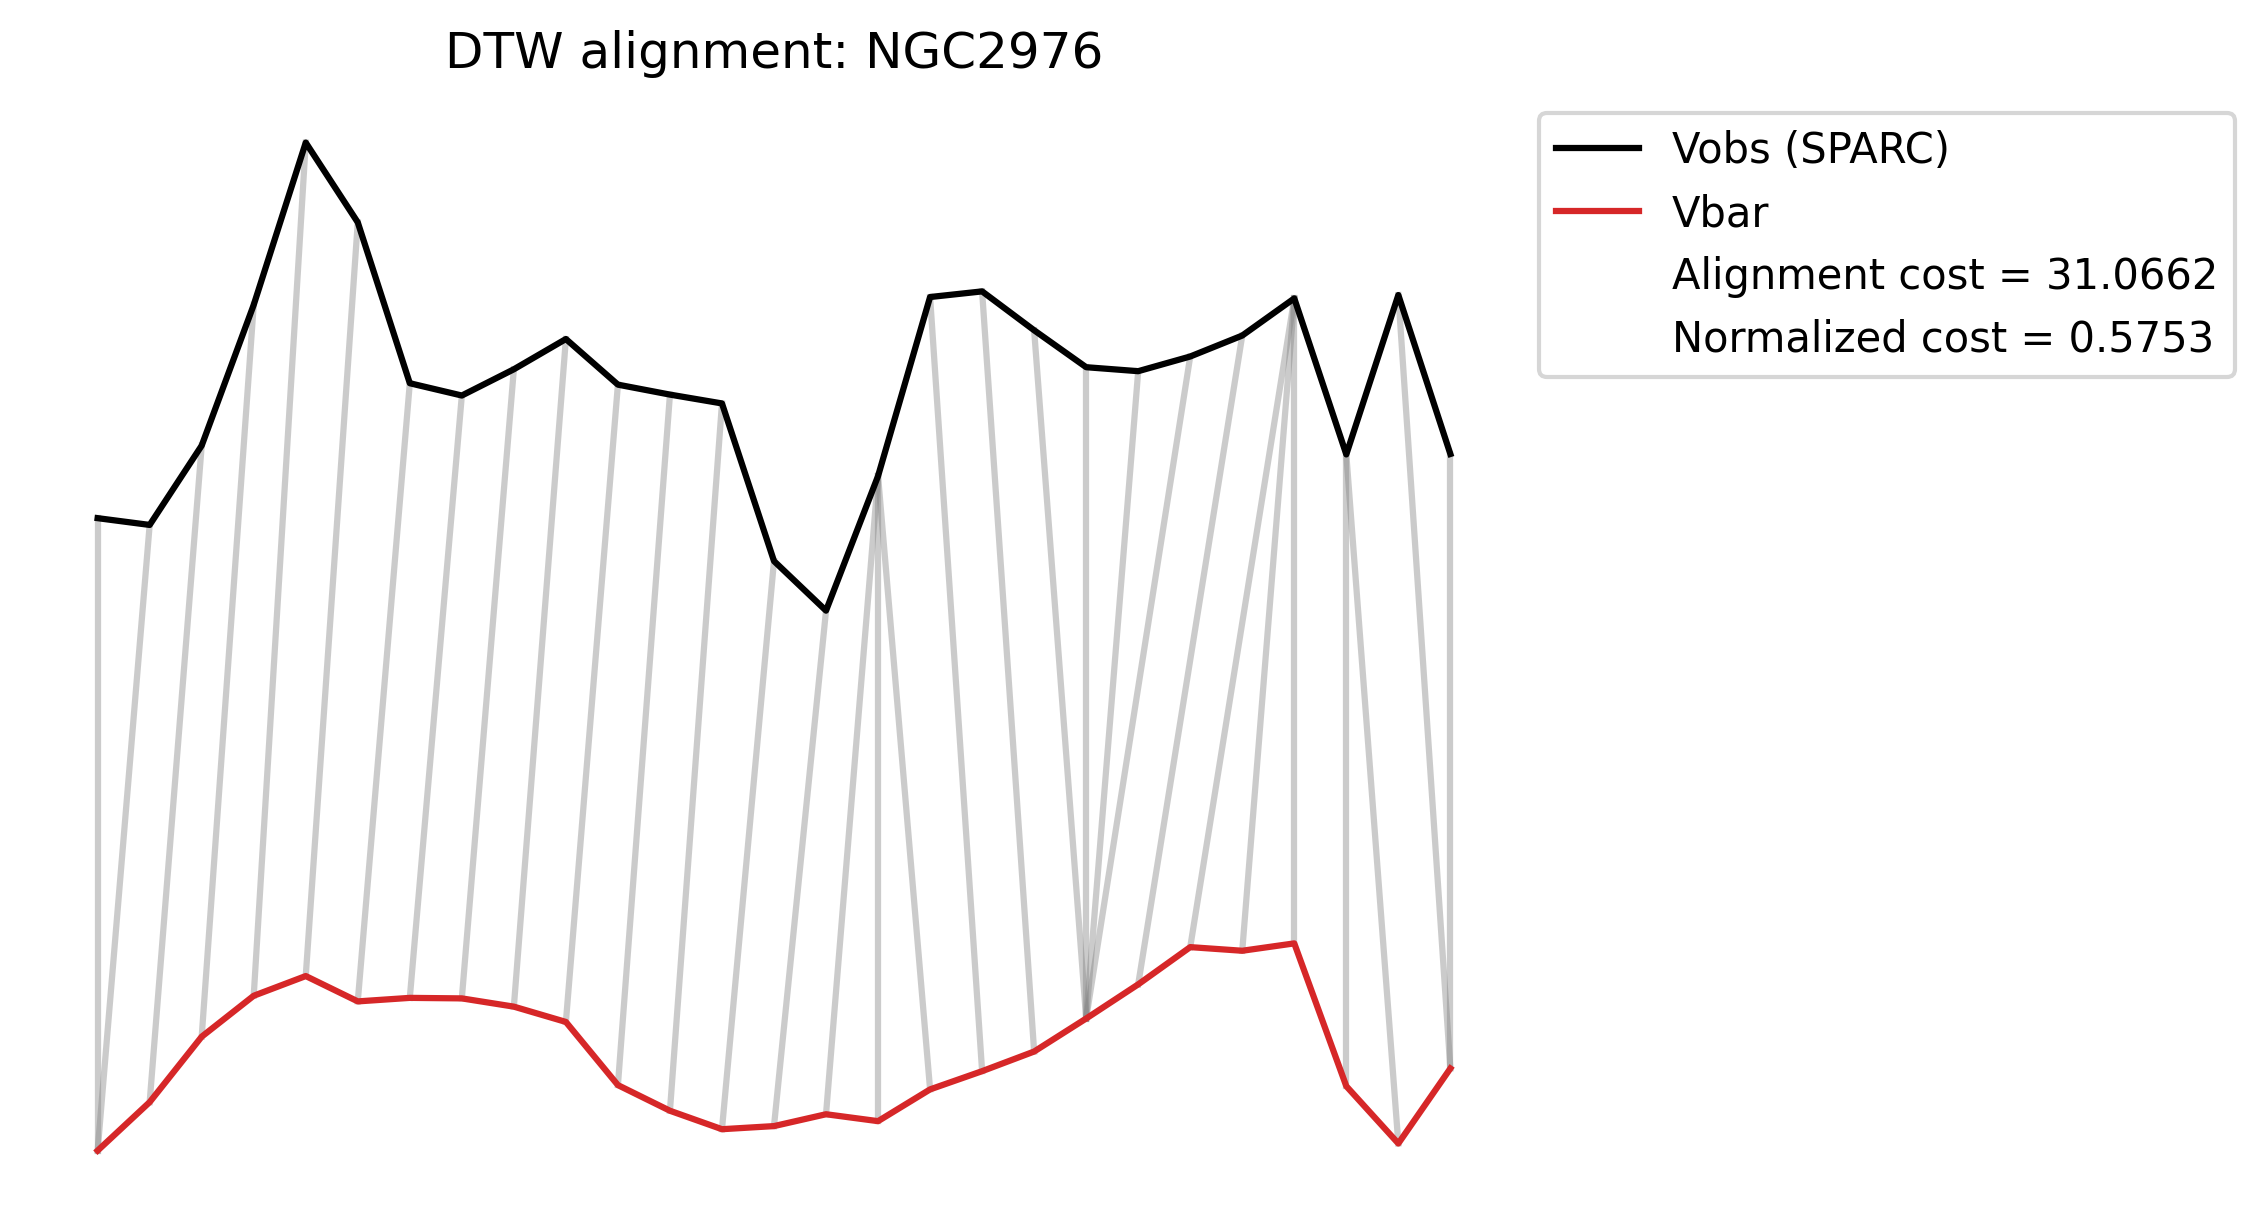 DTW alignment: NGC2976
Vobs (SPARC)
Vbar
Alignment cost = 31.0662
Normalized cost = 0.5753